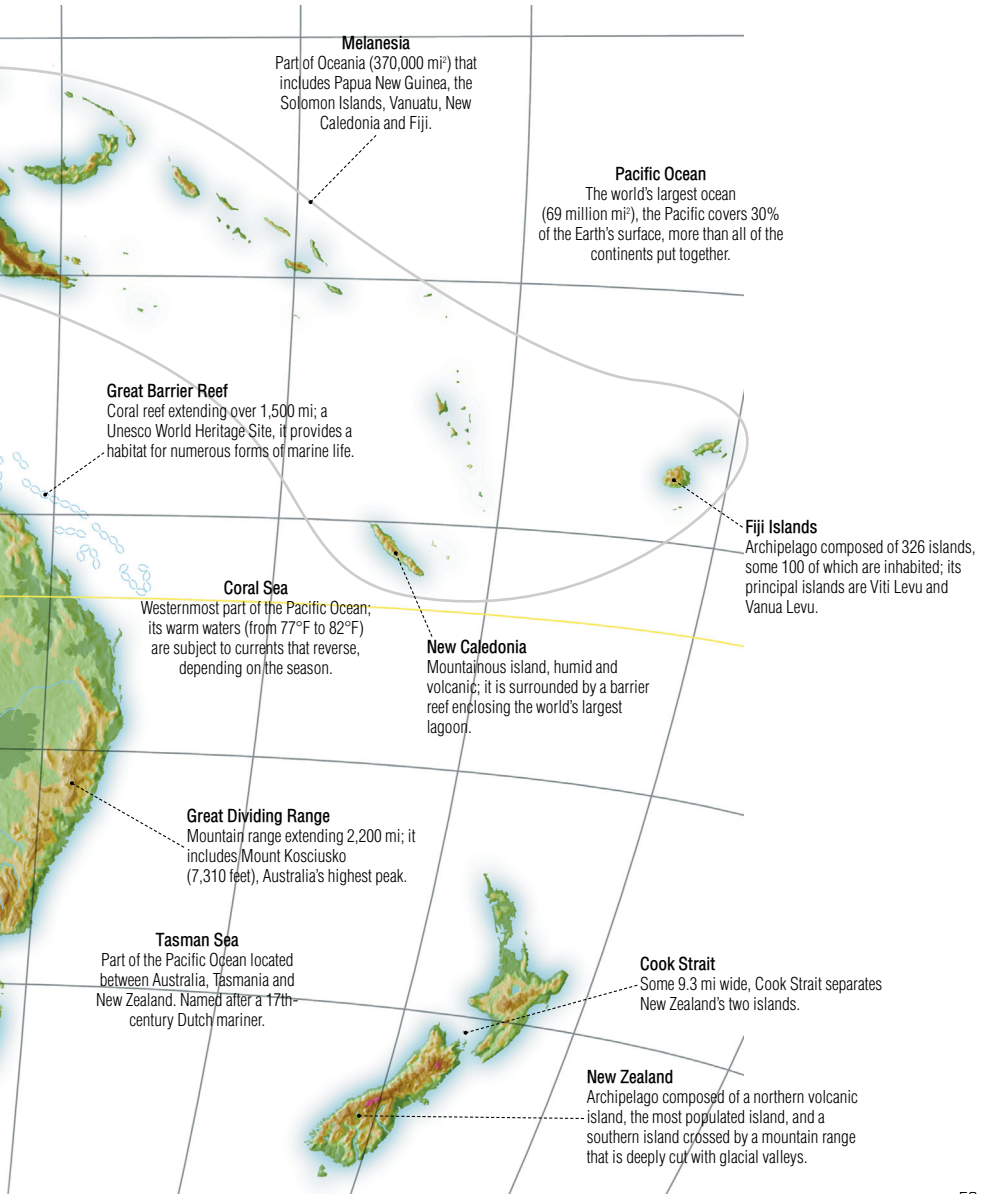 Melanesia
Part of Oceania (370,000 mi²) that
includes Papua New Guinea, the
Solomon Islands, Vanuatu, New
Caledonia and Fiji.
Pacific Ocean
The world’s largest ocean
(69 million mi²), the Pacific covers 30%
of the Earth’s surface, more than all of the
continents put together.
Great Barrier Reef
Coral reef extending over 1,500 mi; a
Unesco World Heritage Site, it provides a
habitat for numerous forms of marine life.
Fiji Islands
Archipelago composed of 326 islands,
some 100 of which are inhabited; its
principal islands are Viti Levu and
Vanua Levu.
Coral Sea
Westernmost part of the Pacific Ocean;
its warm waters (from 77°F to 82°F)
are subject to currents that reverse,
depending on the season.
New Caledonia
Mountainous island, humid and
volcanic; it is surrounded by a barrier
reef enclosing the world’s largest
lagoon.
Great Dividing Range
Mountain range extending 2,200 mi; it
includes Mount Kosciusko
(7,310 feet), Australia’s highest peak.
Tasman Sea
Part of the Pacific Ocean located
between Australia, Tasmania and
New Zealand. Named after a 17th-
century Dutch mariner.
Cook Strait
Some 9.3 mi wide, Cook Strait separates
New Zealand’s two islands.
New Zealand
Archipelago composed of a northern volcanic
island, the most populated island, and a
southern island crossed by a mountain range
that is deeply cut with glacial valleys.